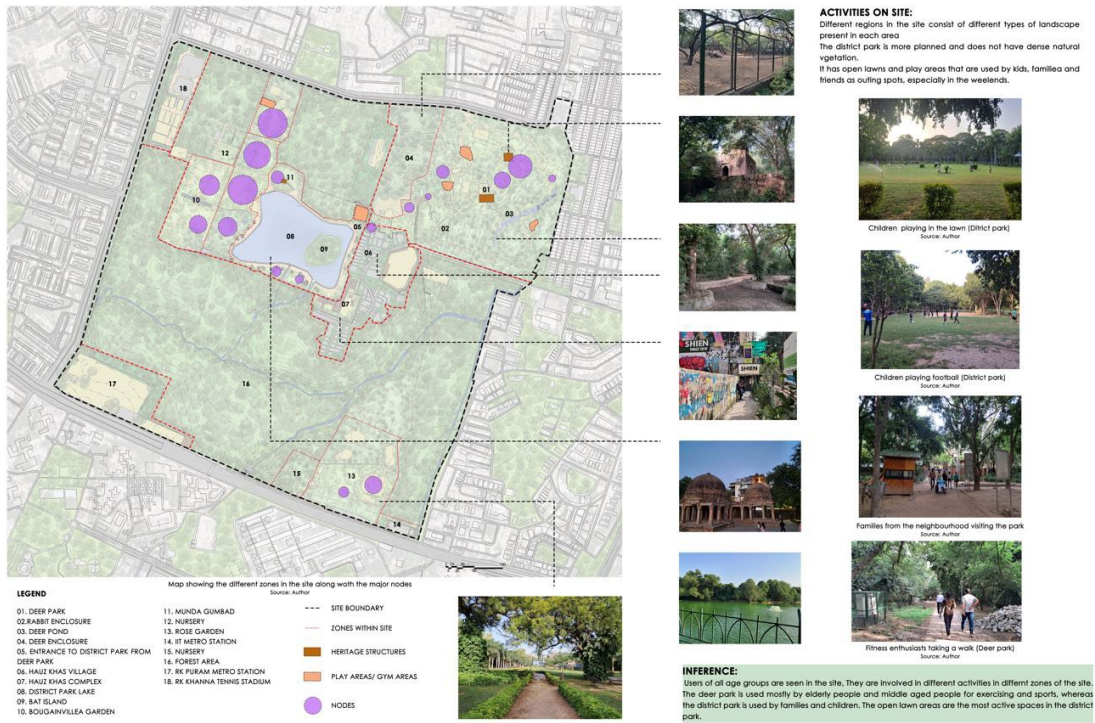 18
12
11
10
04
01
03
02
05
06
08
09
07
17
16
15
13
14
Map showing the different zones in the site along woth the major nodes
Source: Author
LEGEND
01. DEER PARK
02.RABBIT ENCLOSURE
03. DEER POND
04. DEER ENCLOSURE
05. ENTRANCE TO DISTRICT PARK FROM
DEER PARK
06. HAUZ KHAS VILLAGE
07. HAUZ KHAS COMPLEX
08. DISTRICT PARK LAKE
09. BAT ISLAND
10. BOUGAINVILLEA GARDEN
11. MUNDA GUMBAD
12. NURSERY
13. ROSE GARDEN
14. IIT METRO STATION
15. NURSERY
16. FOREST AREA
17. RK PURAM METRO STATION
18. RK KHANNA TENNIS STADIUM
SITE BOUNDARY
ZONES WITHIN SITE
HERITAGE STRUCTURES
PLAY AREAS/ GYM AREAS
NODES
SHIEN
SHIEN
ACTIVITIES ON SITE:
Different regions in the site consist of different types of landscape
present in each area
The district park is more planned and does not have dense natural
vgetation.
It has open lawns and play areas that are used by kids, familiea and
friends as outing spots, especially in the weelends.
Children playing in the lawn (Ditrict park)
Source: Author
Children playing football (District park)
Source: Author
Families from the neighbourhood visiting the park
Source: Author
Fitness enthusiasts taking a walk (Deer park)
Source: Author
INFERENCE:
Users of all age groups are seen in the site, They are involved in different activities in differnt zones of the site.
The deer park is used mostly by elderly people and middle aged people for exercising and sports, whereas
the district park is used by families and children. The open lawn areas are the most active spaces in the district
park.